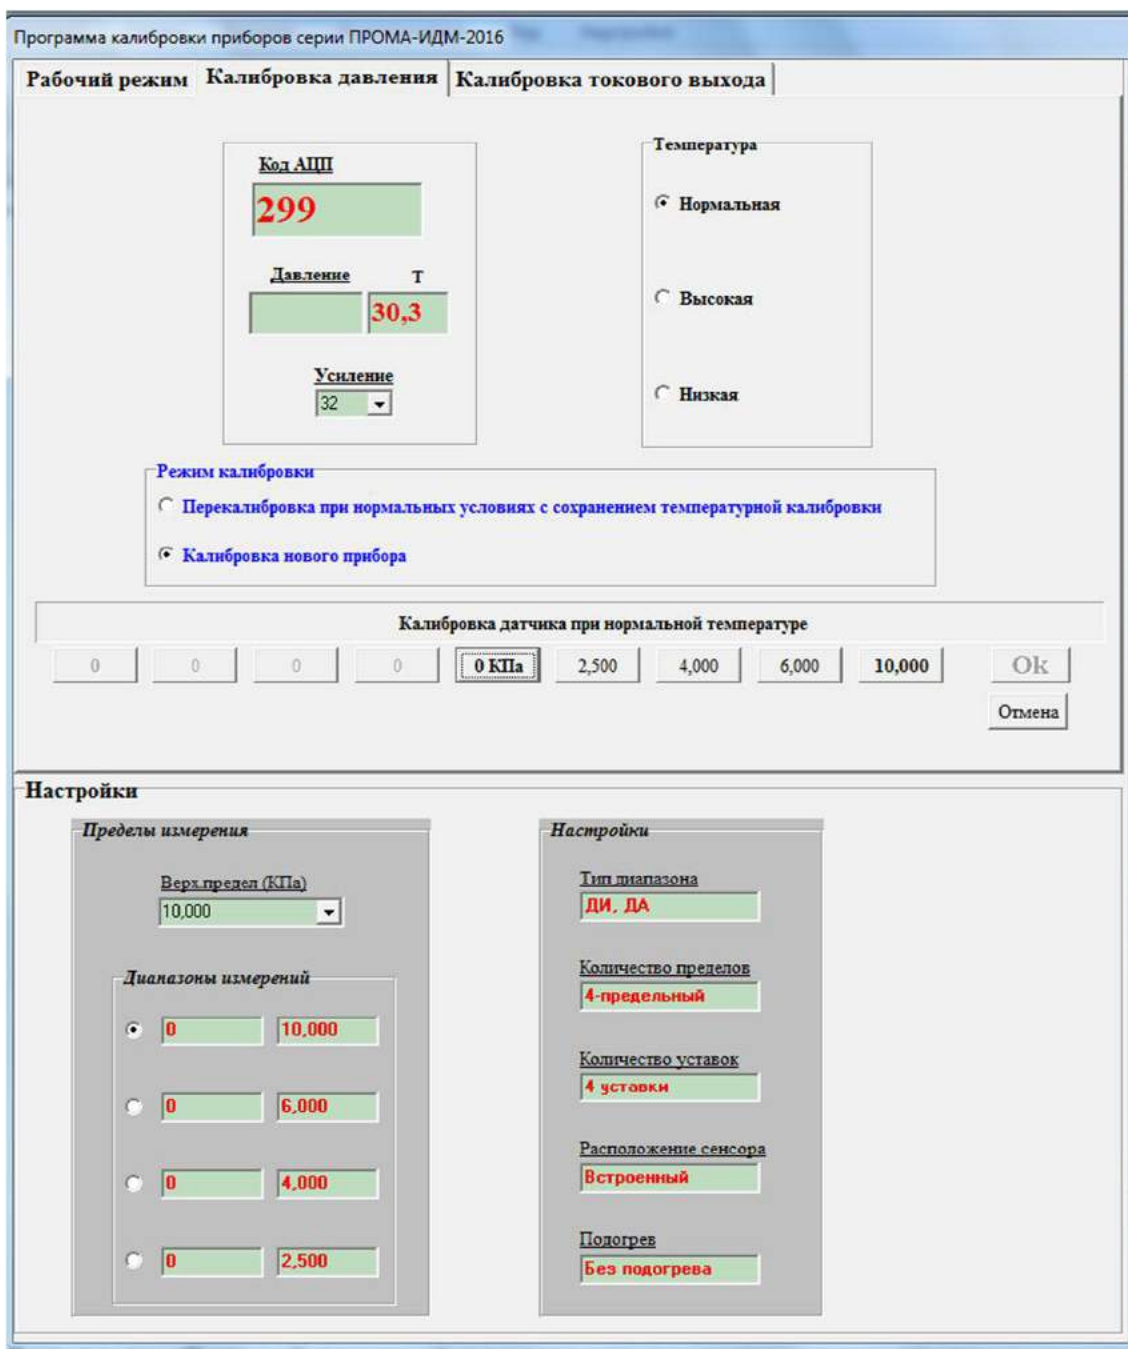 Программа калибровки приборов серии ПРОМА-ИДМ-2016
Рабочий режим Калибровка давления Калибровка токового выхода
Код АЦП
299
Давление Т
30,3
Усиление
32
Температура
Нормальная
Высокая
Низкая
Режим калибровки
Перекалибровка при нормальных условиях с сохранением температурной калибровки
Калибровка нового прибора
Калибровка датчика при нормальной температуре
0 0 0 0 0 КПа 2,500 4,000 6,000 10,000 Ok
Отмена
Настройки
Пределы измерения
Верх.предел (КПа)
10,000
Диапазоны измерений
0 10,000
0 6,000
0 4,000
0 2,500
Настройки
Тип диапазона
ДИ, ДА
Количество пределов
4-предельный
Количество уставок
4 уставки
Расположение сенсора
Встроенный
Подогрев
Без подогрева